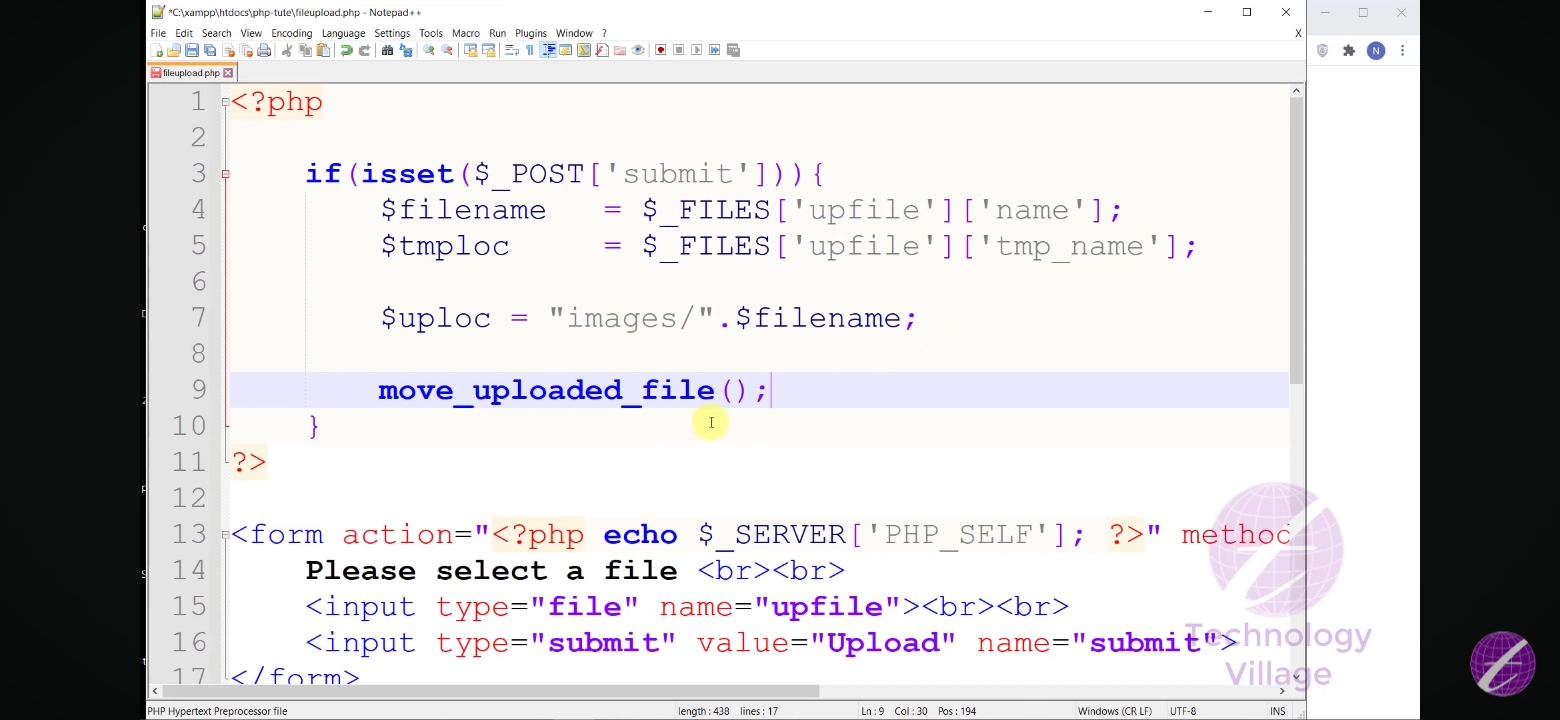 *C:\xampp\htdocs\php-tute\fileupload.php - Notepad++
File Edit Search View Encoding Language Settings Tools Macro Run Plugins Window ? X
fileupload.php
N
1 <?php
2
3 if(isset($_POST['submit'])){
4 $filename = $_FILES['upfile']['name'];
5 $tmploc = $_FILES['upfile']['tmp_name'];
6
7 $uploc = "images/".$filename;
8
9 move_uploaded_file();
10 }
11 ?>
12
13 <form action="<?php echo $_SERVER['PHP_SELF']; ?>" method
14 Please select a file <br><br>
15 <input type="file" name="upfile"><br><br>
16 <input type="submit" value="Upload" name="submit">
17 </form>
Technology
Village
PHP Hypertext Preprocessor file length : 438 lines : 17 Ln : 9 Col : 30 Pos : 194 Windows (CR LF) UTF-8 INS